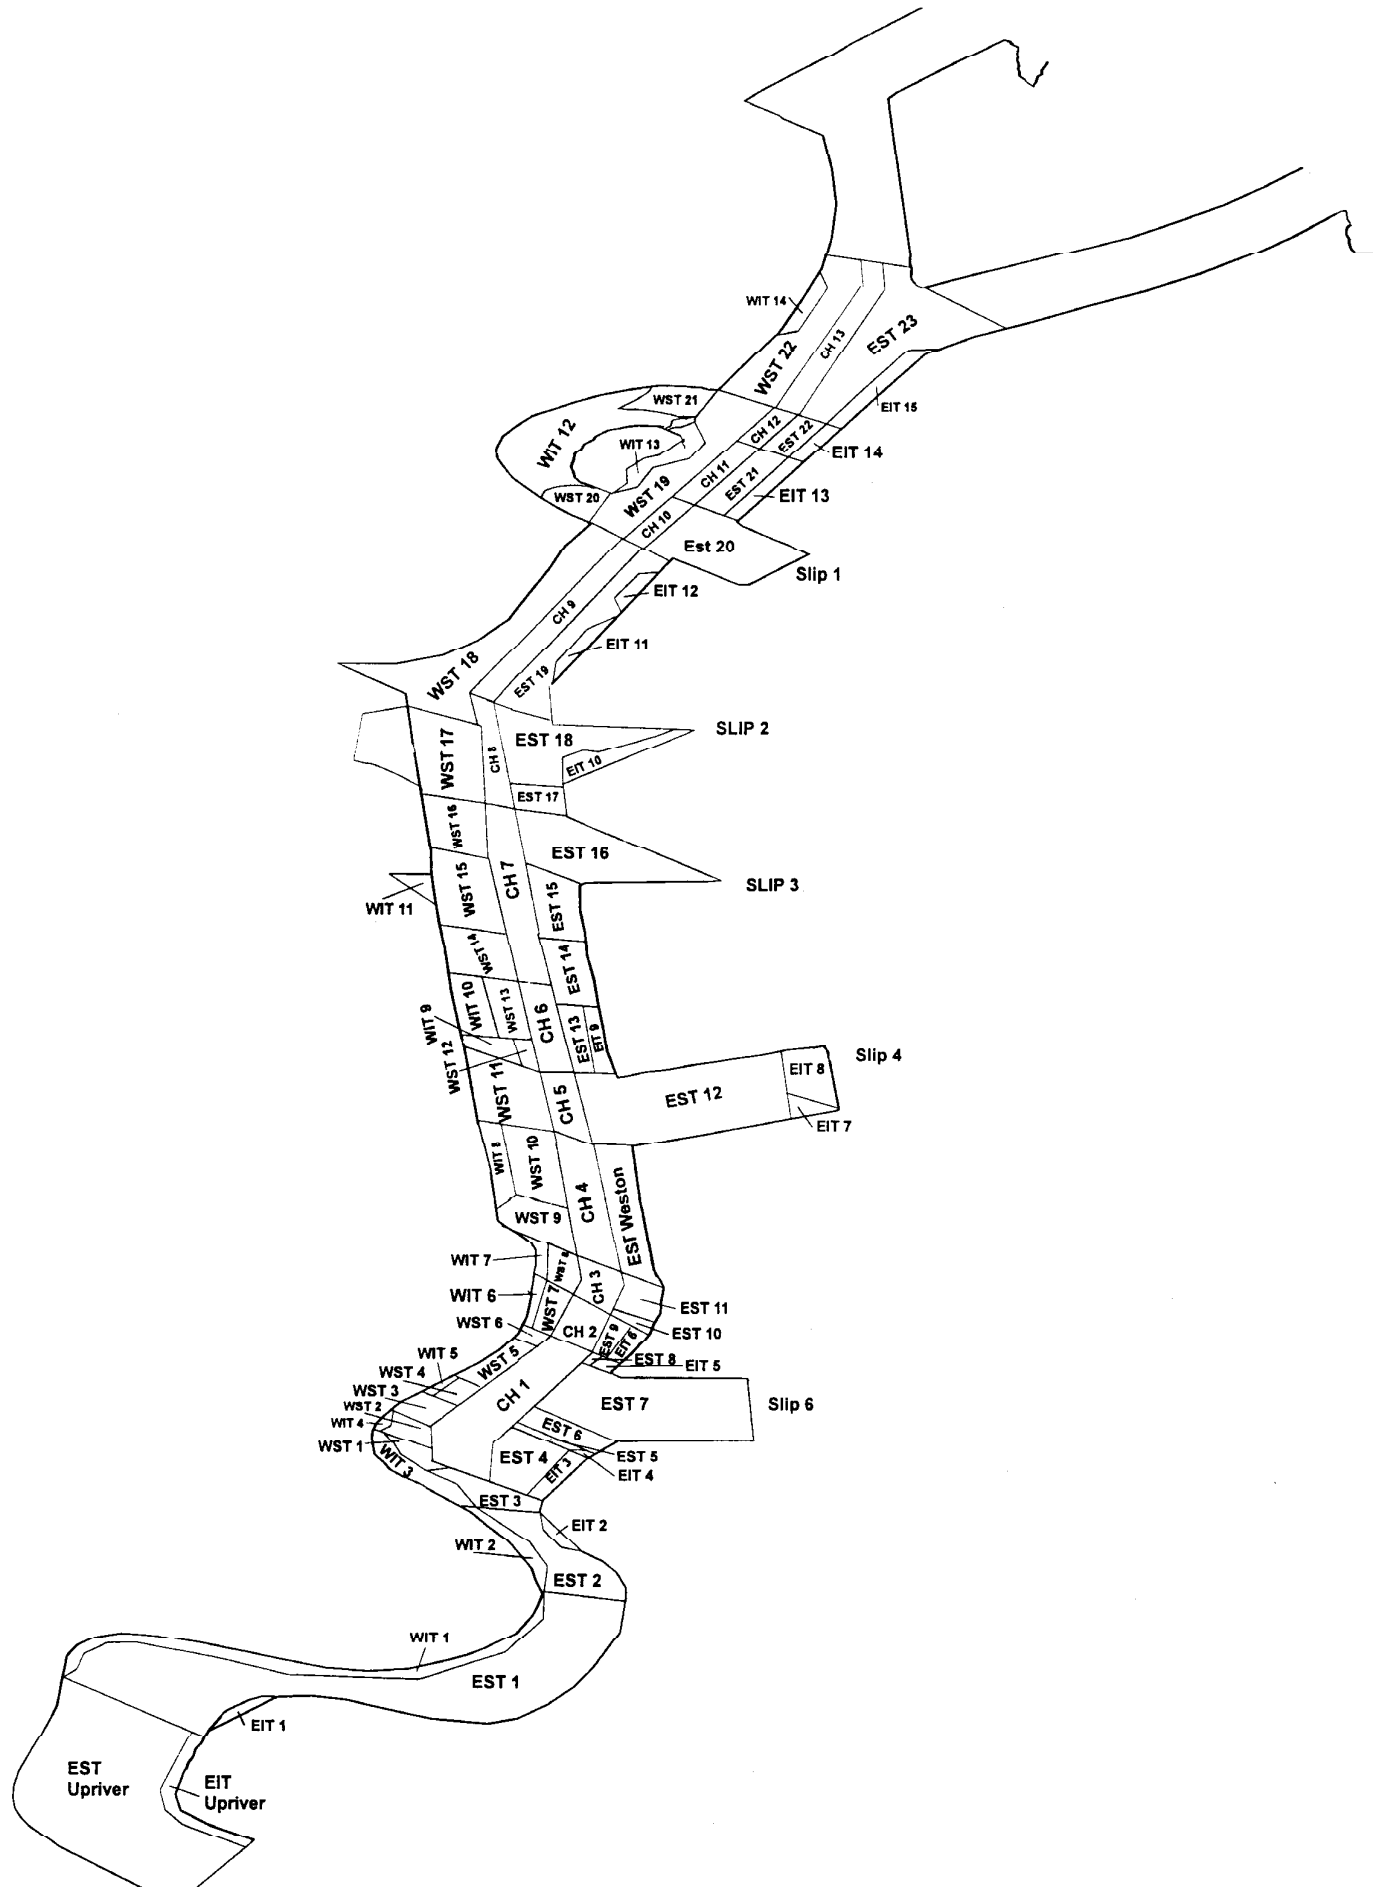 WIT 14
EST 23
CH 13
WST 22
WST 21
EIT 15
WIT 12
WIT 13
CH 12
EST 22
EIT 14
CH 11
EST 21
WST 20
WST 19
EIT 13
CH 10
Est 20
Slip 1
EIT 12
CH 9
EIT 11
WST 18
EST 19
SLIP 2
EST 18
WST 17
CH 8
EIT 10
EST 17
WST 16
EST 16
CH 7
SLIP 3
WST 15
WIT 11
EST 15
WST 14
EST 14
WIT 10
WST 13
WIT 9
CH 6
EST 13
EIT 9
WST 12
Slip 4
EIT 8
WST 11
CH 5
EST 12
EIT 7
WIT 8
WST 10
CH 4
EST Weston
WST 9
WIT 7
WST 8
CH 3
WIT 6
WST 7
EST 11
WST 6
CH 2
EST 9
EIT 6
EST 10
WIT 5
WST 5
EST 8
EIT 5
WST 4
WST 3
CH 1
EST 7
Slip 6
WST 2
WIT 4
EST 6
WST 1
WIT 3
EST 4
EST 5
EIT 3
EIT 4
EST 3
EIT 2
WIT 2
EST 2
WIT 1
EST 1
EIT 1
EST
Upriver
EIT
Upriver